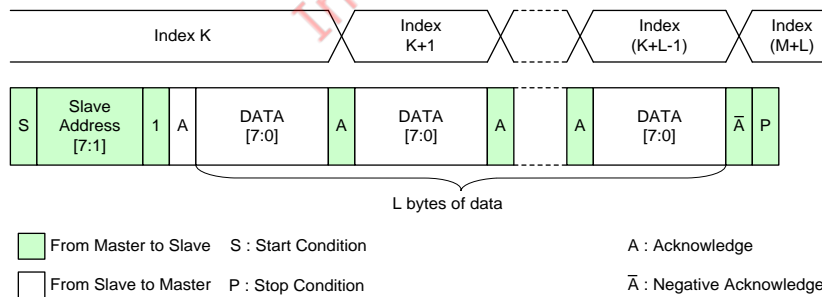 Index K
Index
K+1
Index
(K+L-1)
Index
(M+L)
S
Slave
Address
[7:1]
1
A
DATA
[7:0]
A
DATA
[7:0]
A
A
DATA
[7:0]
A̅
P
L bytes of data
From Master to Slave S : Start Condition A : Acknowledge
From Slave to Master P : Stop Condition A̅ : Negative Acknowledge